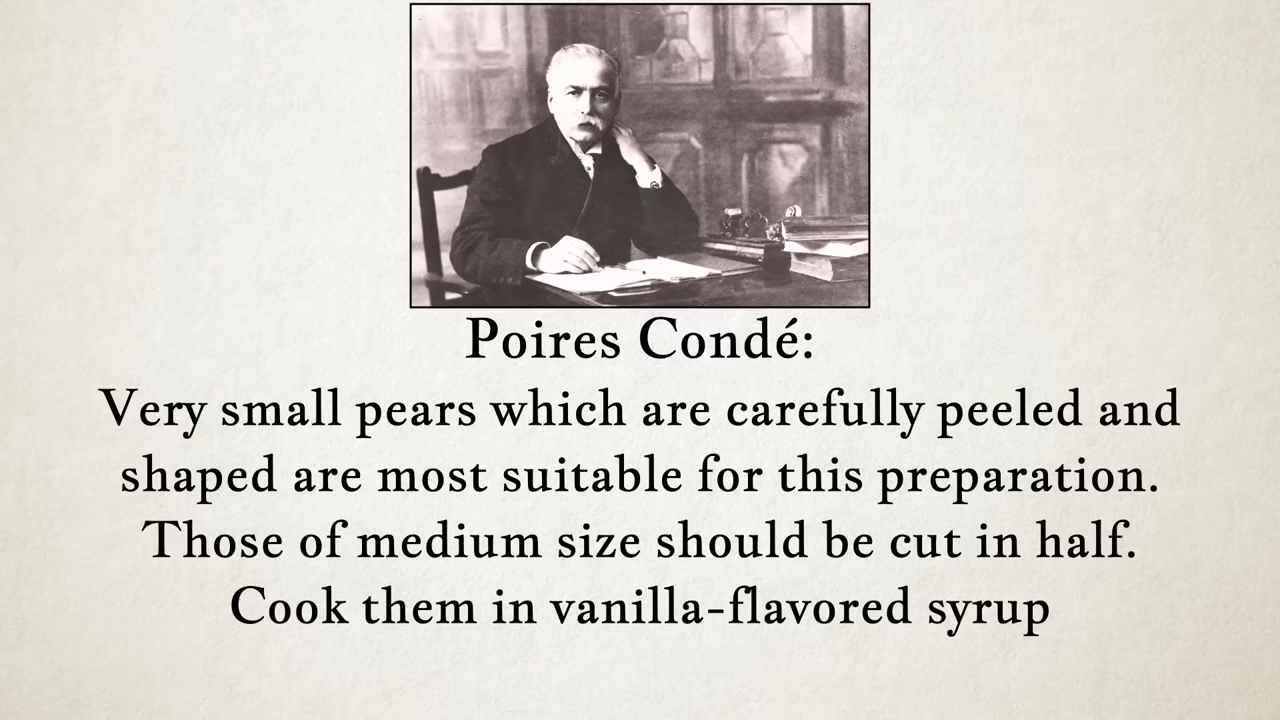 Poires Condé:
Very small pears which are carefully peeled and
shaped are most suitable for this preparation.
Those of medium size should be cut in half.
Cook them in vanilla-flavored syrup